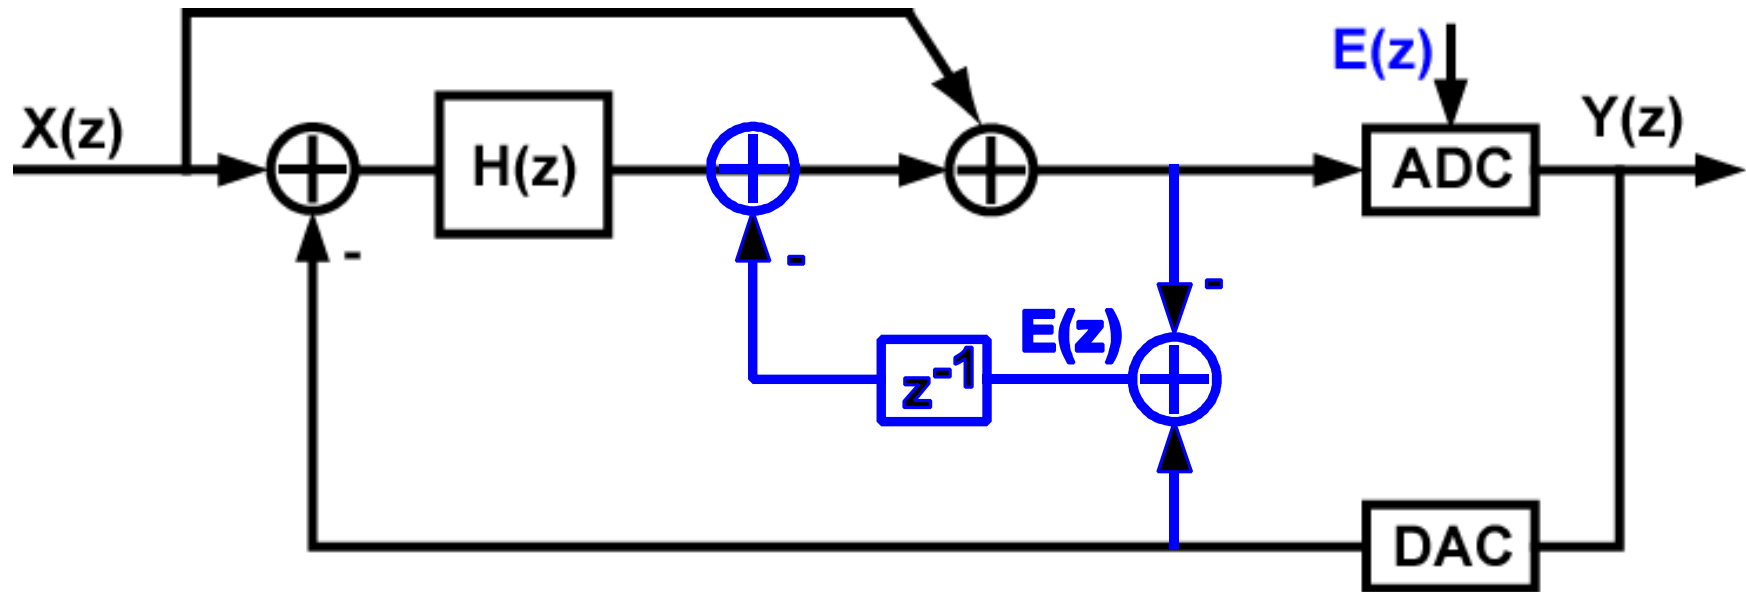 E(z)
X(z)
H(z)
ADC
Y(z)
-
-
-
E(z)
z-1
DAC